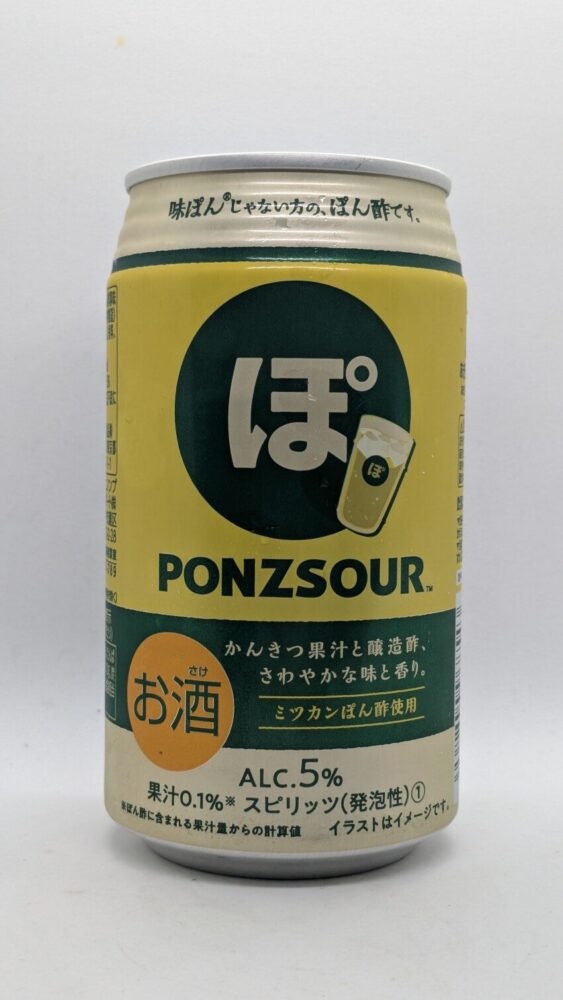 味ぽん®じゃない方の、ぽん酢です。
ぽ
ぽ
PONZSOUR™
かんきつ果汁と醸造酢、
さわやかな味と香り。
さけ
お酒
ミツカンぽん酢使用
ALC.5%
果汁0.1%※ スピリッツ(発泡性)①
※ぽん酢に含まれる果汁量からの計算値 イラストはイメージです。